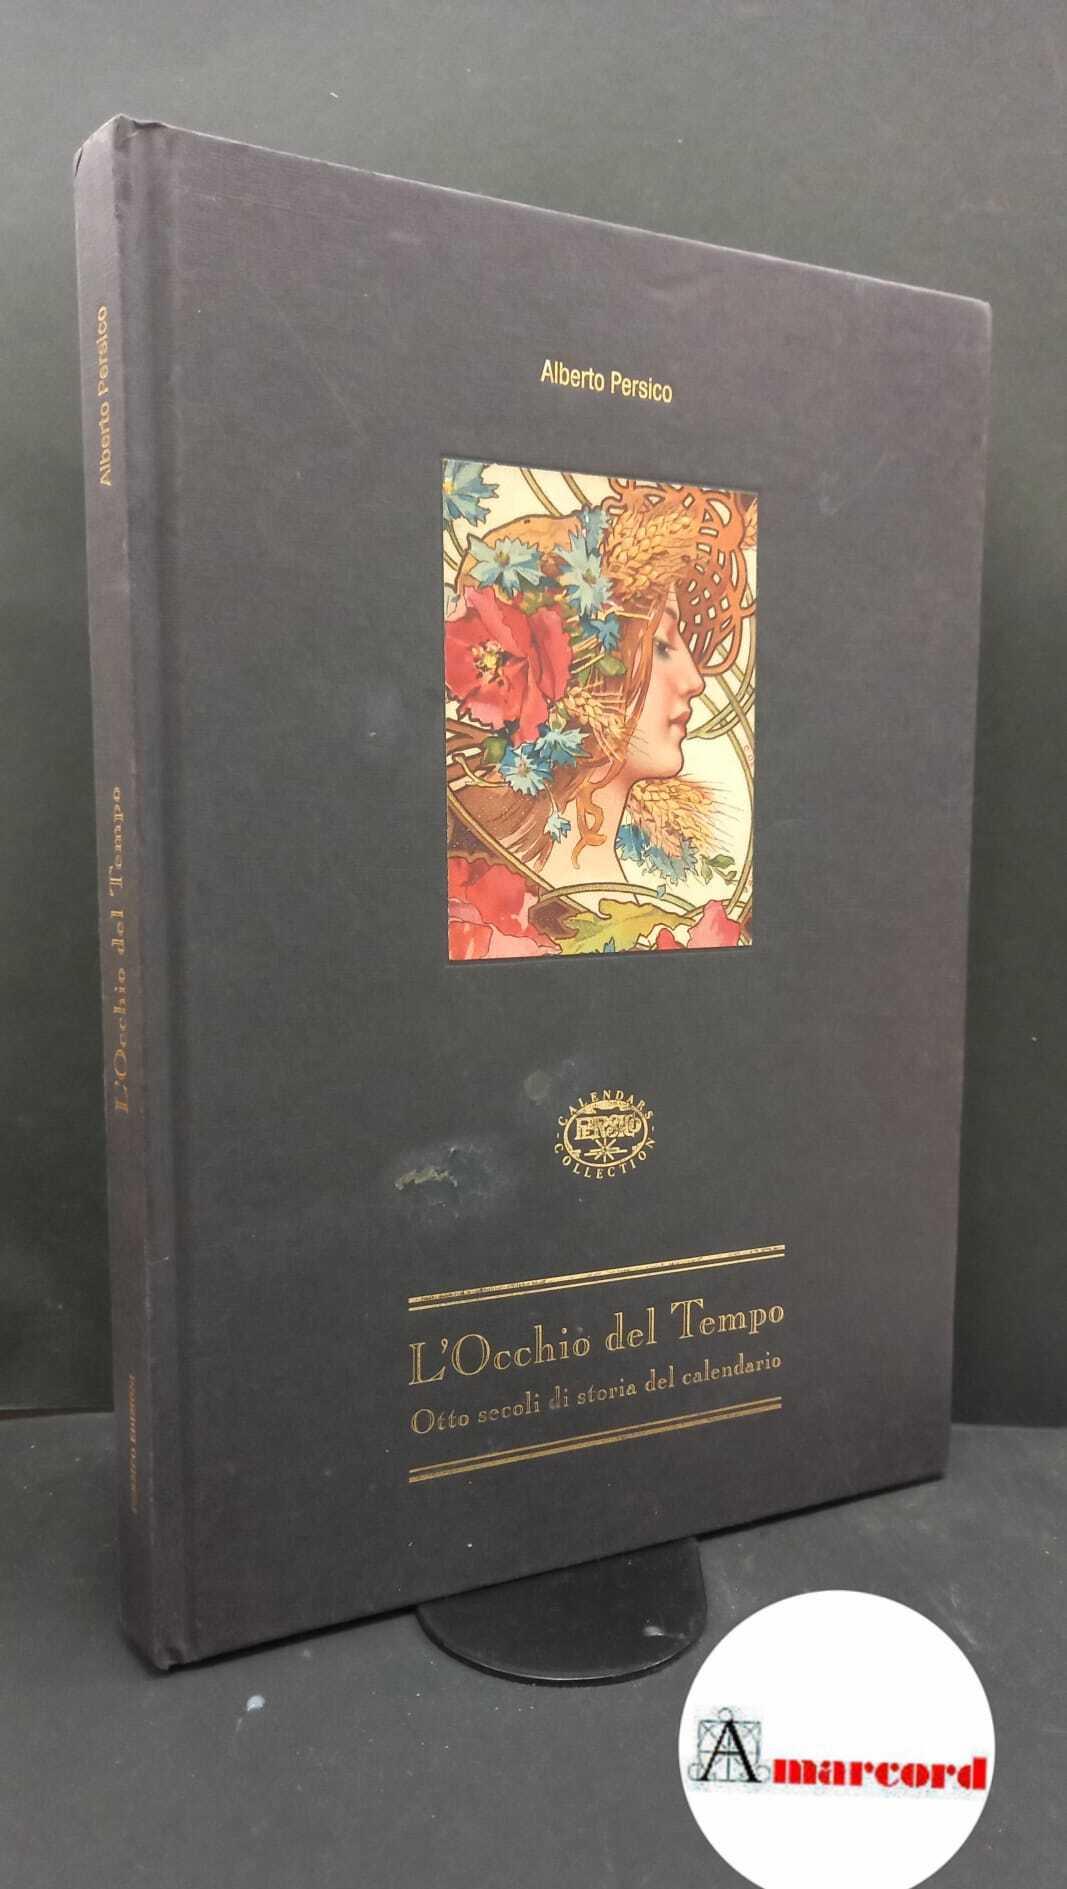 Alberto Persico
CALENDARS
PERSICO
COLLECTION
L'Occhio del Tempo
Otto secoli di storia del calendario
Alberto Persico
L'Occhio del Tempo
Amarcord